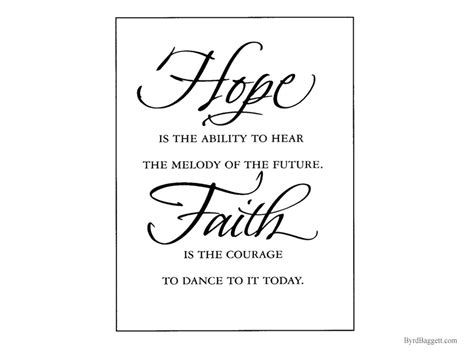 Hope
IS THE ABILITY TO HEAR
THE MELODY OF THE FUTURE.
Faith
IS THE COURAGE
TO DANCE TO IT TODAY.
ByrdBaggett.com